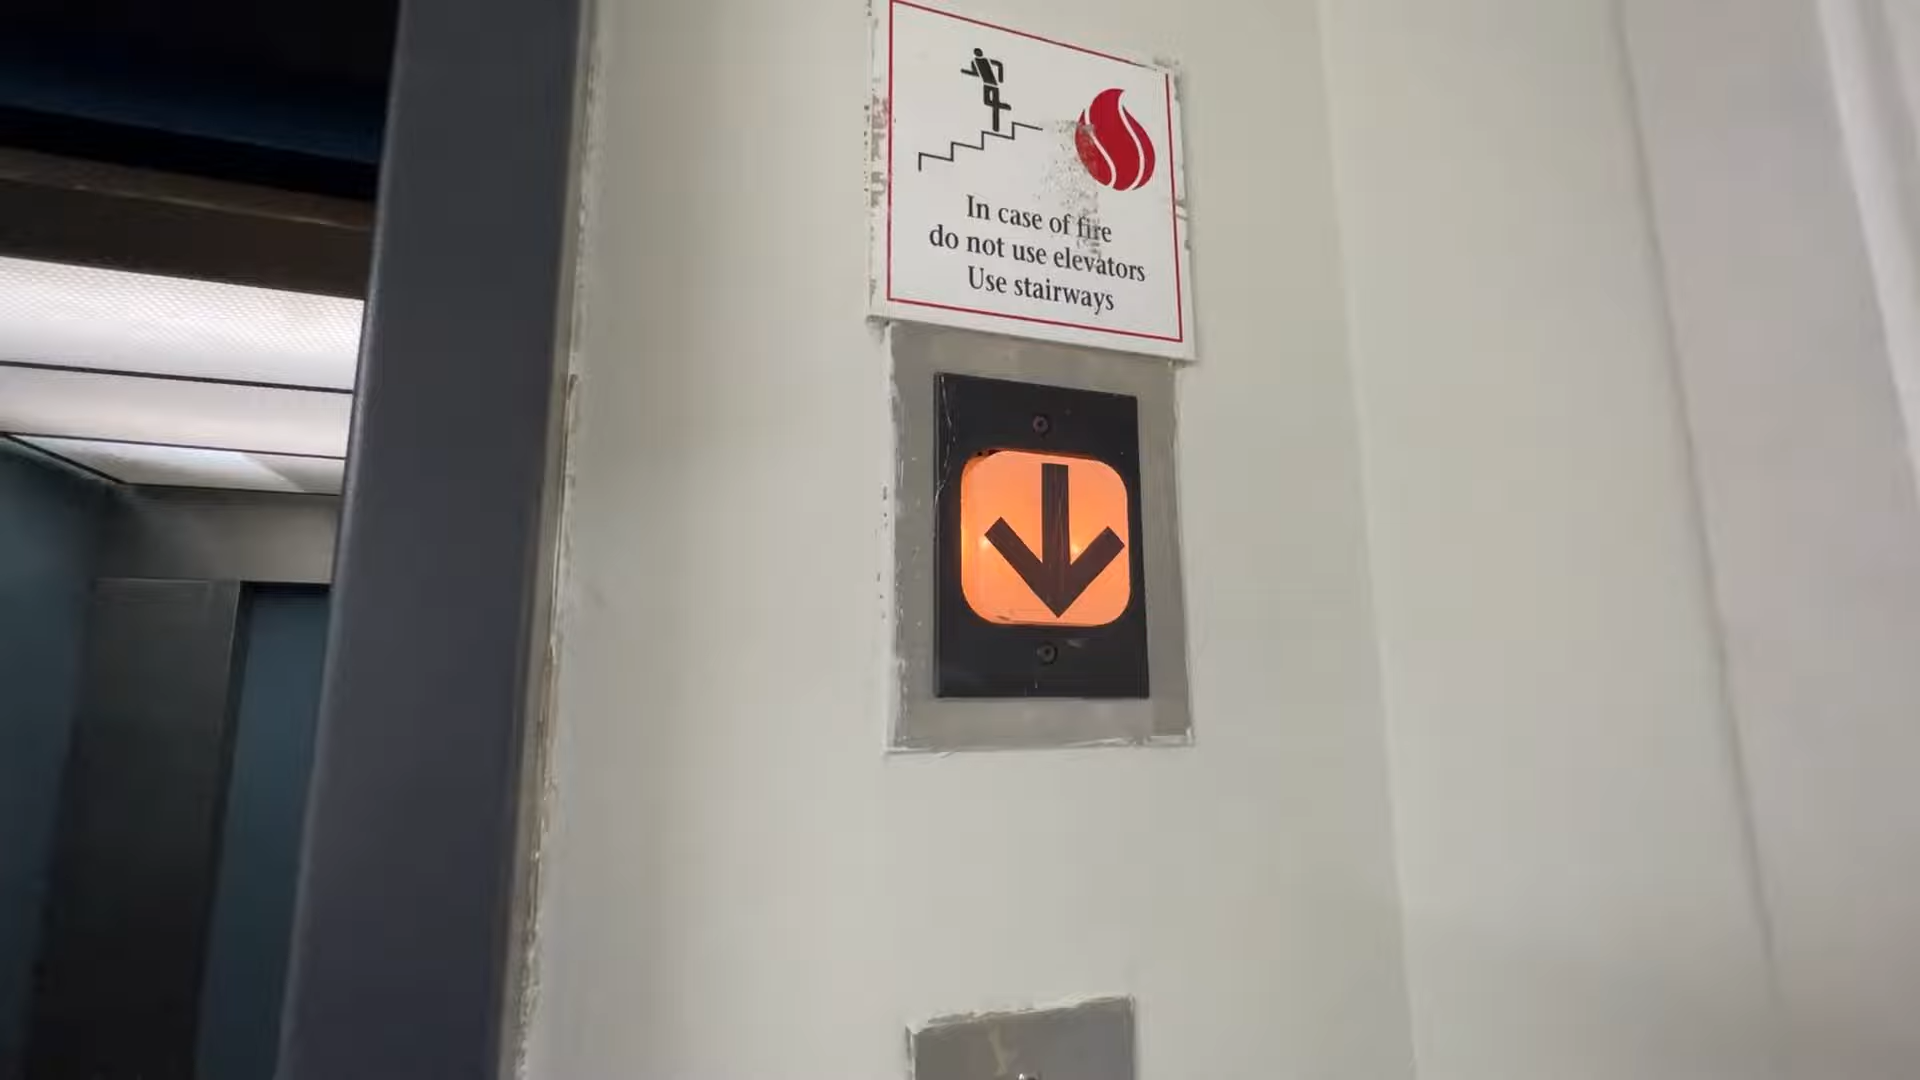 In case of fire
do not use elevators
Use stairways